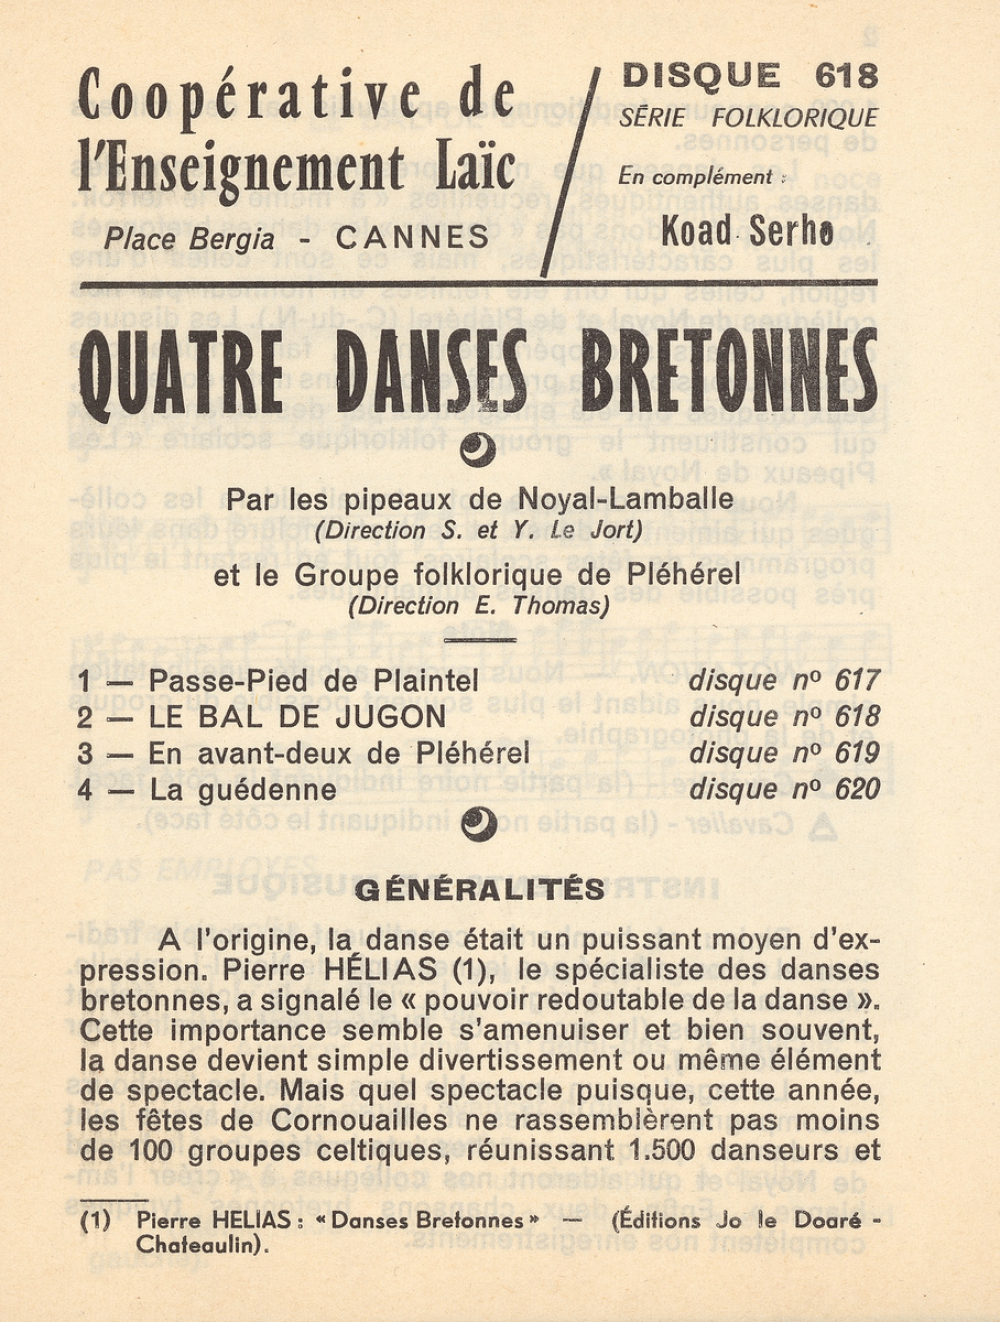 Coopérative de
l'Enseignement Laïc
Place Bergia - CANNES
DISQUE 618
SÉRIE FOLKLORIQUE
En complément :
Koad Serho
QUATRE DANSES BRETONNES
Par les pipeaux de Noyal-Lamballe
(Direction S. et Y. Le Jort)
et le Groupe folklorique de Pléhérel
(Direction E. Thomas)
1 — Passe-Pied de Plaintel disque nº 617
2 — LE BAL DE JUGON disque nº 618
3 — En avant-deux de Pléhérel disque nº 619
4 — La guédenne disque nº 620
GÉNÉRALITÉS
A l'origine, la danse était un puissant moyen d'ex-
pression. Pierre HÉLIAS (1), le spécialiste des danses
bretonnes, a signalé le « pouvoir redoutable de la danse ».
Cette importance semble s'amenuiser et bien souvent,
la danse devient simple divertissement ou même élément
de spectacle. Mais quel spectacle puisque, cette année,
les fêtes de Cornouailles ne rassemblèrent pas moins
de 100 groupes celtiques, réunissant 1.500 danseurs et
(1) Pierre HELIAS : « Danses Bretonnes » — (Éditions Jo le Doaré -
Chateaulin).